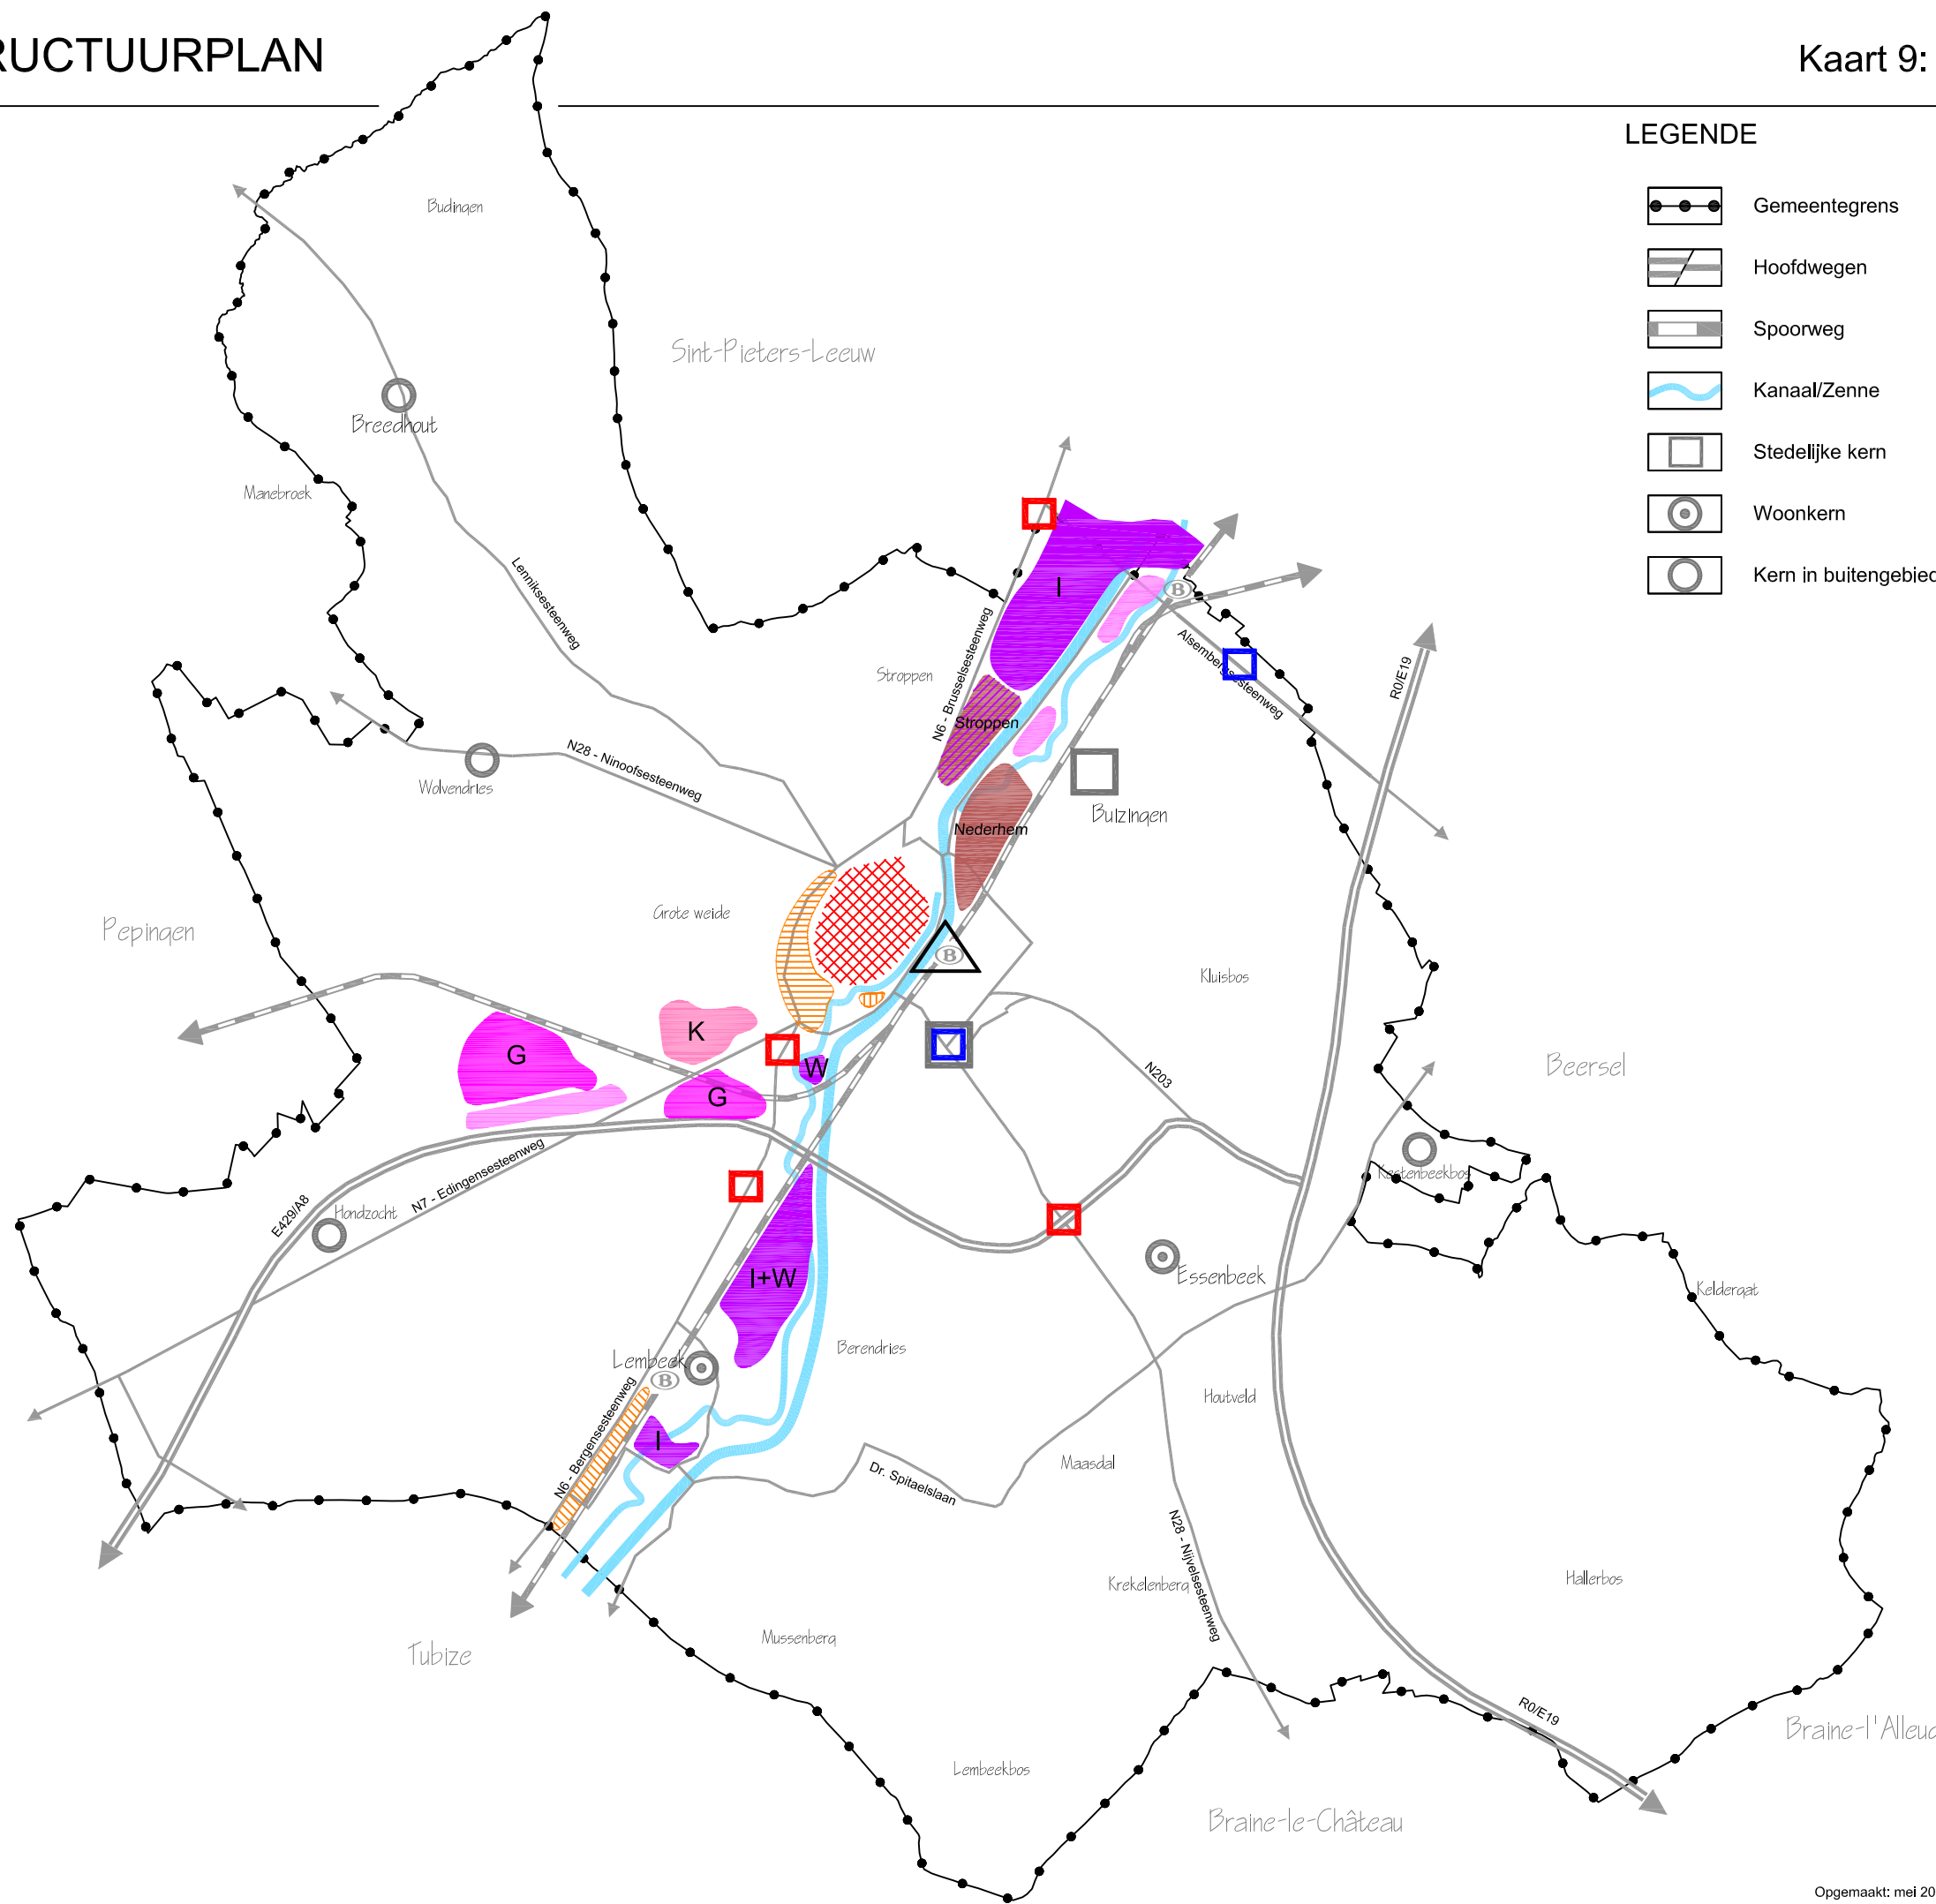 RUCTUURPLAN
Kaart 9:
LEGENDE
Gemeentegrens
Hoofdwegen
Spoorweg
Kanaal/Zenne
Stedelijke kern
Woonkern
Kern in buitengebied
Budingen
Sint-Pieters-Leeuw
Breedhout
Manebroek
Lenniksesteenweg
I
B
N6 - Brusselsesteenweg
Alsembergsesteenweg
R0/E19
Stroppen
Stroppen
N28 - Ninoofsesteenweg
Wolvendries
Buizingen
Nederhem
Grote weide
Pepingen
B
Kluisbos
K
G
W
G
N203
Beersel
Kestenbeekbos
E429/A8
N7 - Edingensesteenweg
Hondzocht
I+W
Essenbeek
Keldergat
Berendries
Lembeek
B
Houtveld
N6 - Bergensesteenweg
I
Maasdal
Dr. Spitaelslaan
N28 - Nijvelsesteenweg
Krekelenberg
Hallerbos
Mussenberg
Tubize
R0/E19
Braine-l'Alleud
Lembeekbos
Braine-le-Château
Opgemaakt: mei 20